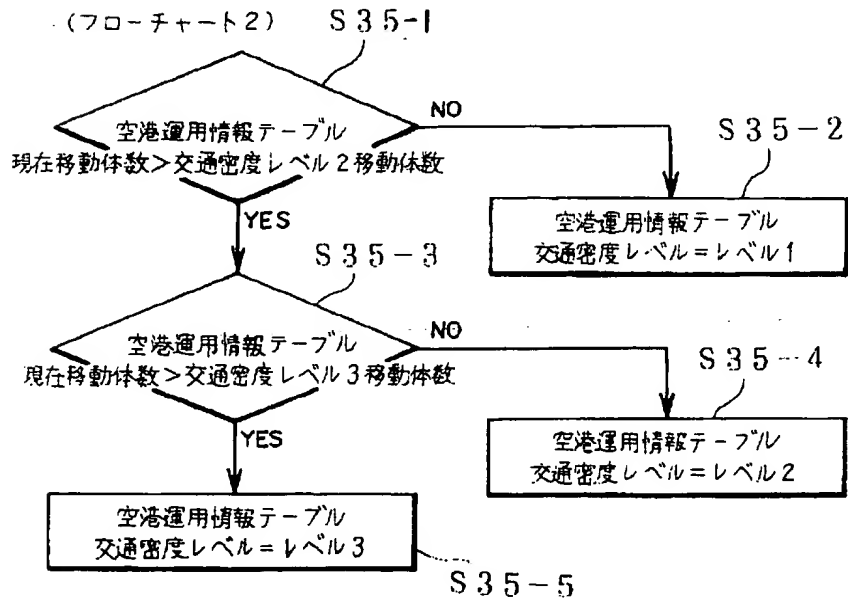 (フローチャート2)
S35-1
空港運用情報テーブル
現在移動体数>交通密度レベル2移動体数
NO
YES
S35-2
空港運用情報テーブル
交通密度レベル=レベル1
S35-3
空港運用情報テーブル
現在移動体数>交通密度レベル3移動体数
NO
YES
S35-4
空港運用情報テーブル
交通密度レベル=レベル2
空港運用情報テーブル
交通密度レベル=レベル3
S35-5